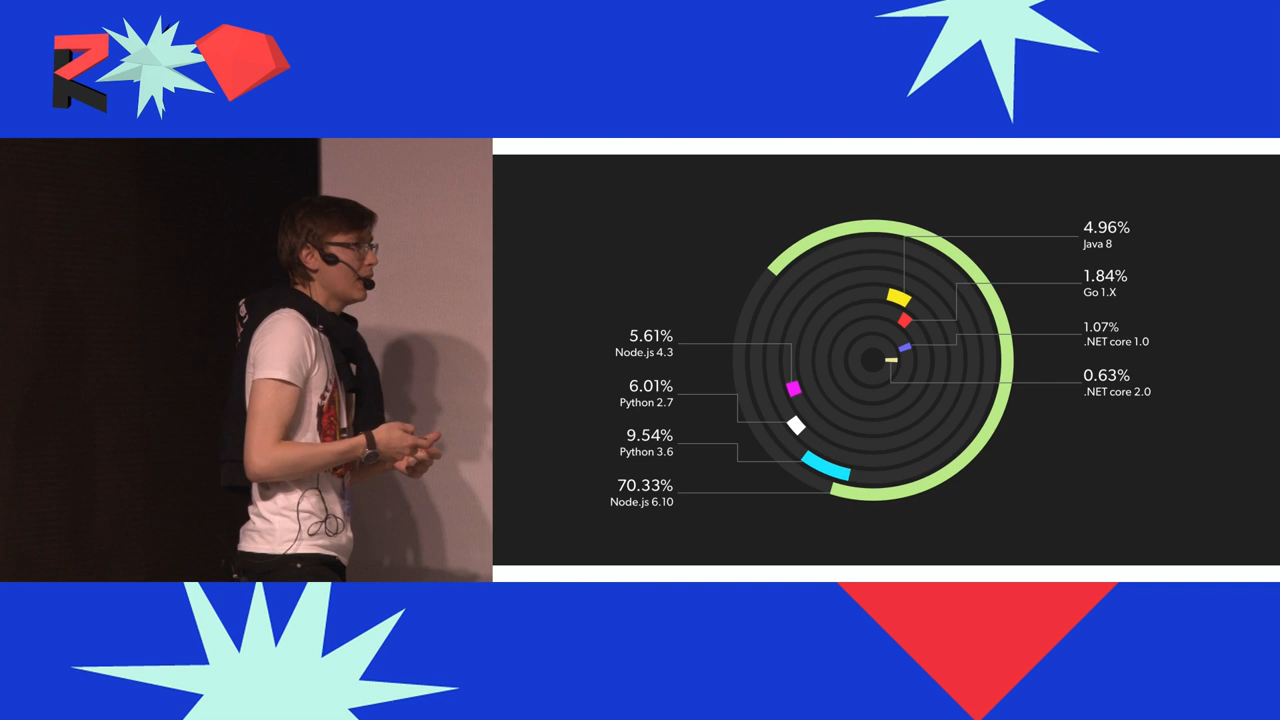 4.96%
Java 8
1.84%
Go 1.X
1.07%
.NET core 1.0
0.63%
.NET core 2.0
5.61%
Node.js 4.3
6.01%
Python 2.7
9.54%
Python 3.6
70.33%
Node.js 6.10